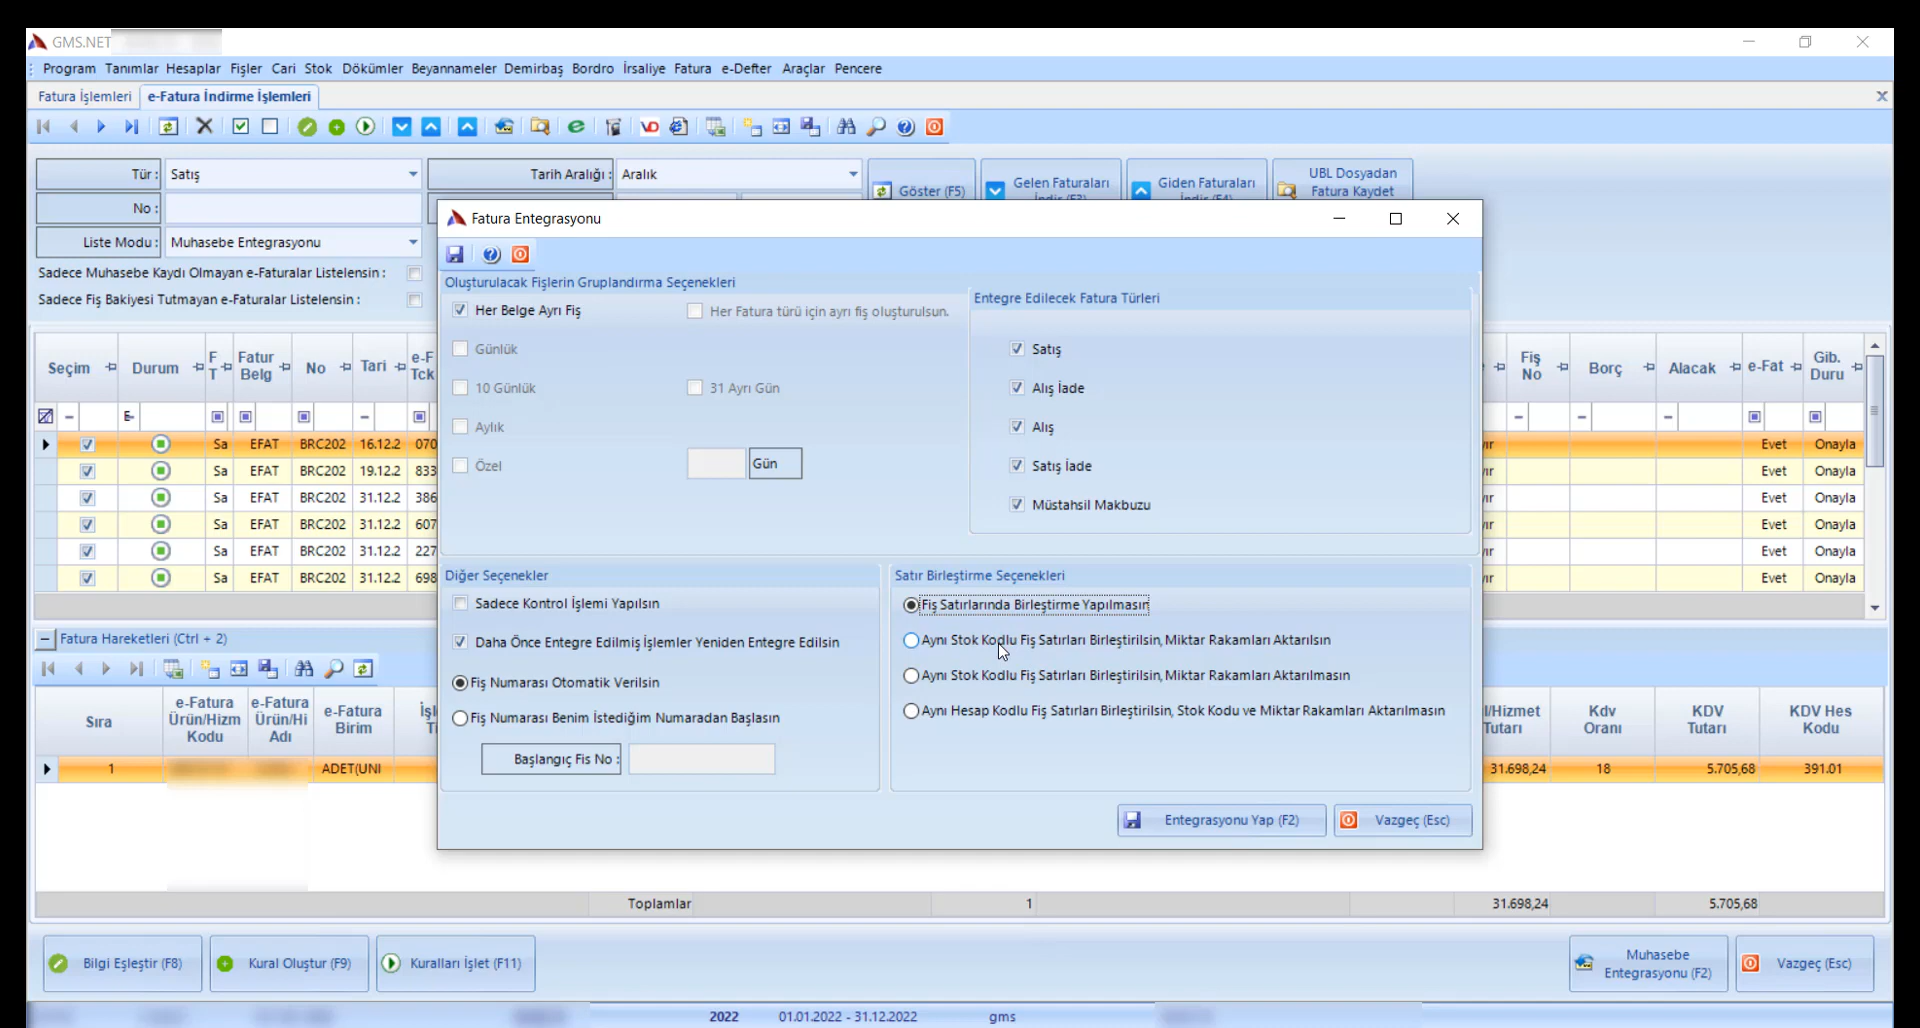 GMS.NET
Program Tanımlar Hesaplar Fişler Cari Stok Dökümler Beyannameler Demirbaş Bordro İrsaliye Fatura e-Defter Araçlar Pencere
Fatura İşlemleri e-Fatura İndirme İşlemleri
Tür : Satış Tarih Aralığı : Aralık Göster (F5) Gelen Faturaları İndir (F3) Giden Faturaları İndir (F4) UBL Dosyadan
Fatura Kaydet
No :
Liste Modu : Muhasebe Entegrasyonu
Sadece Muhasebe Kaydı Olmayan e-Faturalar Listelensin :
Sadece Fiş Bakiyesi Tutmayan e-Faturalar Listelensin :
Fatura Entegrasyonu
Oluşturulacak Fişlerin Gruplandırma Seçenekleri
Her Belge Ayrı Fiş Her Fatura türü için ayrı fiş oluşturulsun.
Günlük
10 Günlük 31 Ayrı Gün
Aylık
Özel Gün
Entegre Edilecek Fatura Türleri
Satış
Alış İade
Alış
Satış İade
Müstahsil Makbuzu
Diğer Seçenekler
Sadece Kontrol İşlemi Yapılsın
Daha Önce Entegre Edilmiş İşlemler Yeniden Entegre Edilsin
Fiş Numarası Otomatik Verilsin
Fiş Numarası Benim İstediğim Numaradan Başlasın
Başlangıç Fis No :
Satır Birleştirme Seçenekleri
Fiş Satırlarında Birleştirme Yapılmasın
Aynı Stok Kodlu Fiş Satırları Birleştirilsin, Miktar Rakamları Aktarılsın
Aynı Stok Kodlu Fiş Satırları Birleştirilsin, Miktar Rakamları Aktarılmasın
Aynı Hesap Kodlu Fiş Satırları Birleştirilsin, Stok Kodu ve Miktar Rakamları Aktarılmasın
Entegrasyonu Yap (F2) Vazgeç (Esc)
Seçim Durum F T Fatur Belg No Tari e-F Tck Fiş No Borç Alacak e-Fat Gib. Duru
Sa EFAT BRC202 16.12.2 070 Evet Onayla
Sa EFAT BRC202 19.12.2 833 Evet Onayla
Sa EFAT BRC202 31.12.2 386 Evet Onayla
Sa EFAT BRC202 31.12.2 607 Evet Onayla
Sa EFAT BRC202 31.12.2 227 Evet Onayla
Sa EFAT BRC202 31.12.2 698 Evet Onayla
Fatura Hareketleri (Ctrl + 2)
Sıra e-Fatura Ürün/Hizm Kodu e-Fatura Ürün/Hi Adı e-Fatura Birim l/Hizmet Tutarı Kdv Oranı KDV Tutarı KDV Hes Kodu
1 ADET(UNI 31.698,24 18 5.705,68 391.01
Toplamlar 1 31.698,24 5.705,68
Bilgi Eşleştir (F8) Kural Oluştur (F9) Kuralları İşlet (F11) Muhasebe
Entegrasyonu (F2) Vazgeç (Esc)
2022 01.01.2022 - 31.12.2022 gms